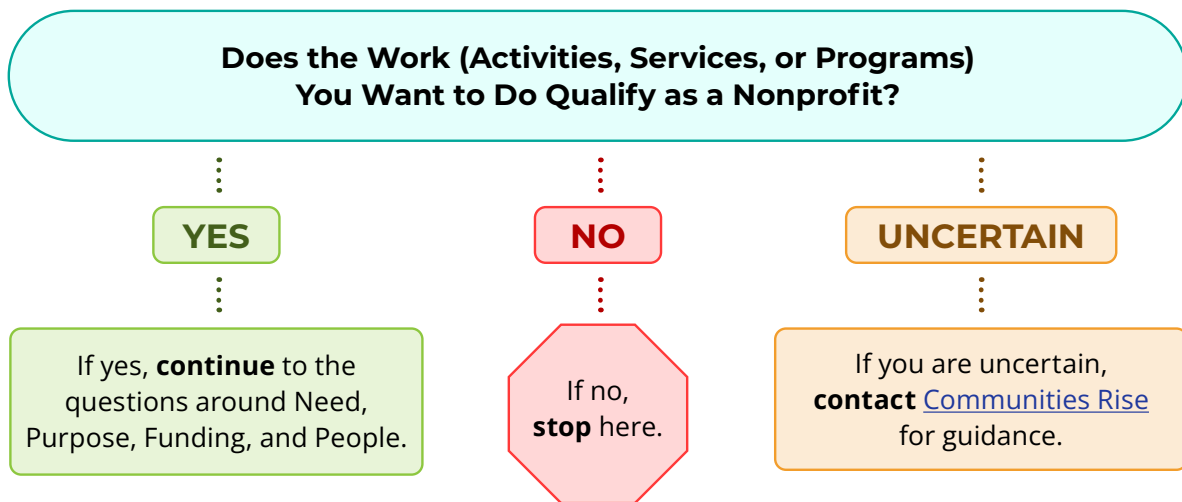 Does the Work (Activities, Services, or Programs)
You Want to Do Qualify as a Nonprofit?
YES
NO
UNCERTAIN
If yes, continue to the
questions around Need,
Purpose, Funding, and People.
If no,
stop here.
If you are uncertain,
contact Communities Rise
for guidance.